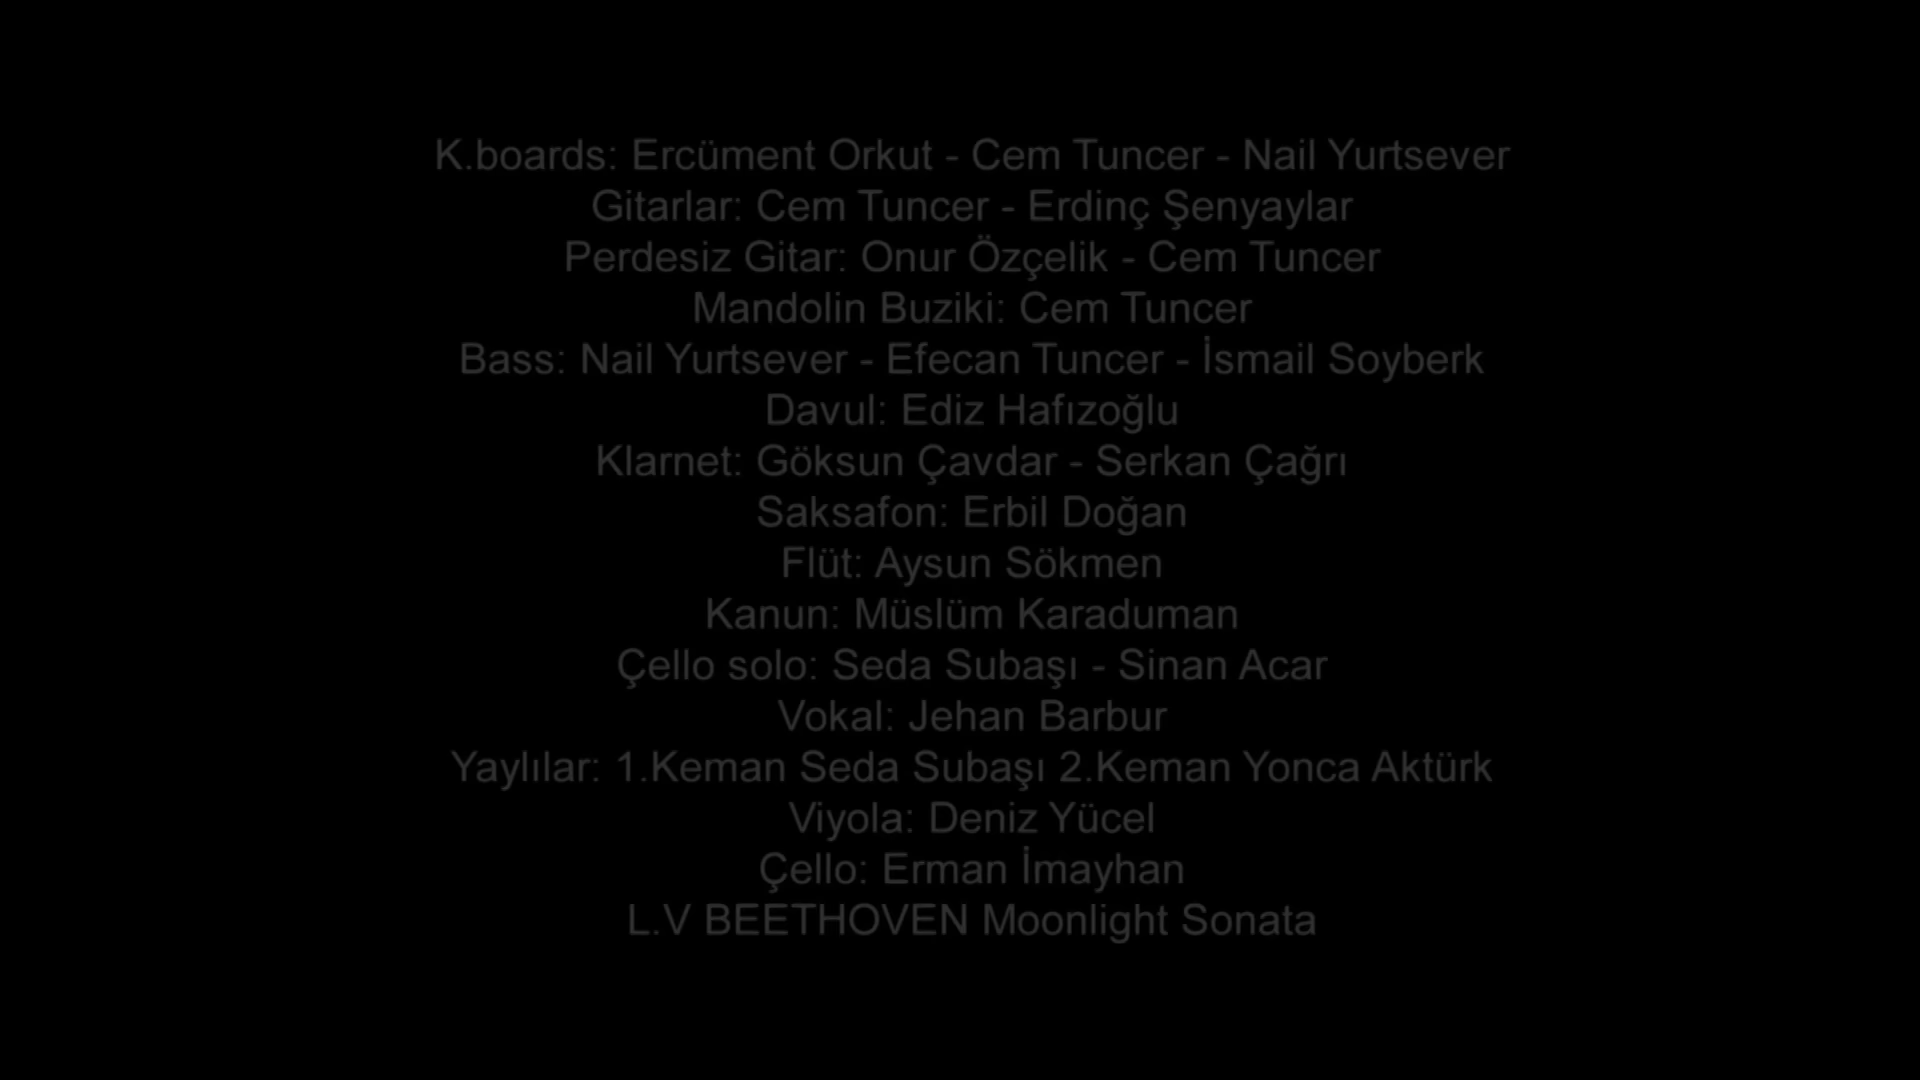 K.boards: Ercüment Orkut - Cem Tuncer - Nail Yurtsever
Gitarlar: Cem Tuncer - Erdinç Şenyaylar
Perdesiz Gitar: Onur Özçelik - Cem Tuncer
Mandolin Buziki: Cem Tuncer
Bass: Nail Yurtsever - Efecan Tuncer - İsmail Soyberk
Davul: Ediz Hafızoğlu
Klarnet: Göksun Çavdar - Serkan Çağrı
Saksafon: Erbil Doğan
Flüt: Aysun Sökmen
Kanun: Müslüm Karaduman
Çello solo: Seda Subaşı - Sinan Acar
Vokal: Jehan Barbur
Yaylılar: 1.Keman Seda Subaşı 2.Keman Yonca Aktürk
Viyola: Deniz Yücel
Çello: Erman İmayhan
L.V BEETHOVEN Moonlight Sonata